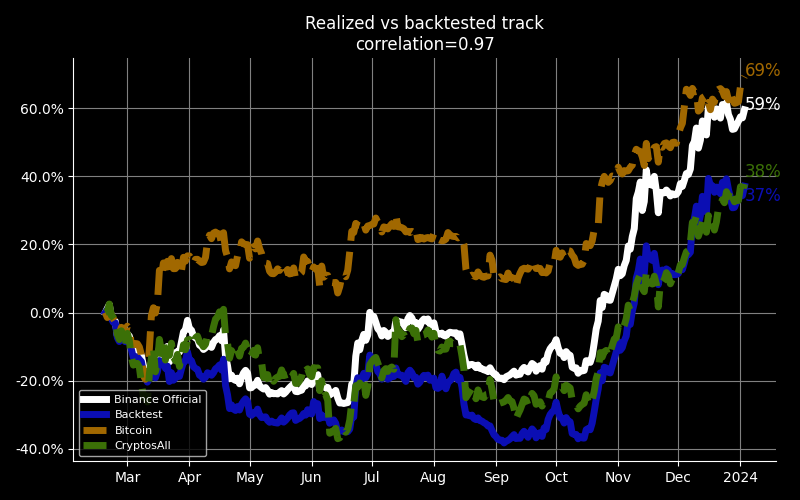 Realized vs backtested track
correlation=0.97
69%
60.0%
59%
40.0%
38%
37%
20.0%
0.0%
-20.0%
-40.0%
Binance Official
Backtest
Bitcoin
CryptosAll
Mar Apr May Jun Jul Aug Sep Oct Nov Dec 2024